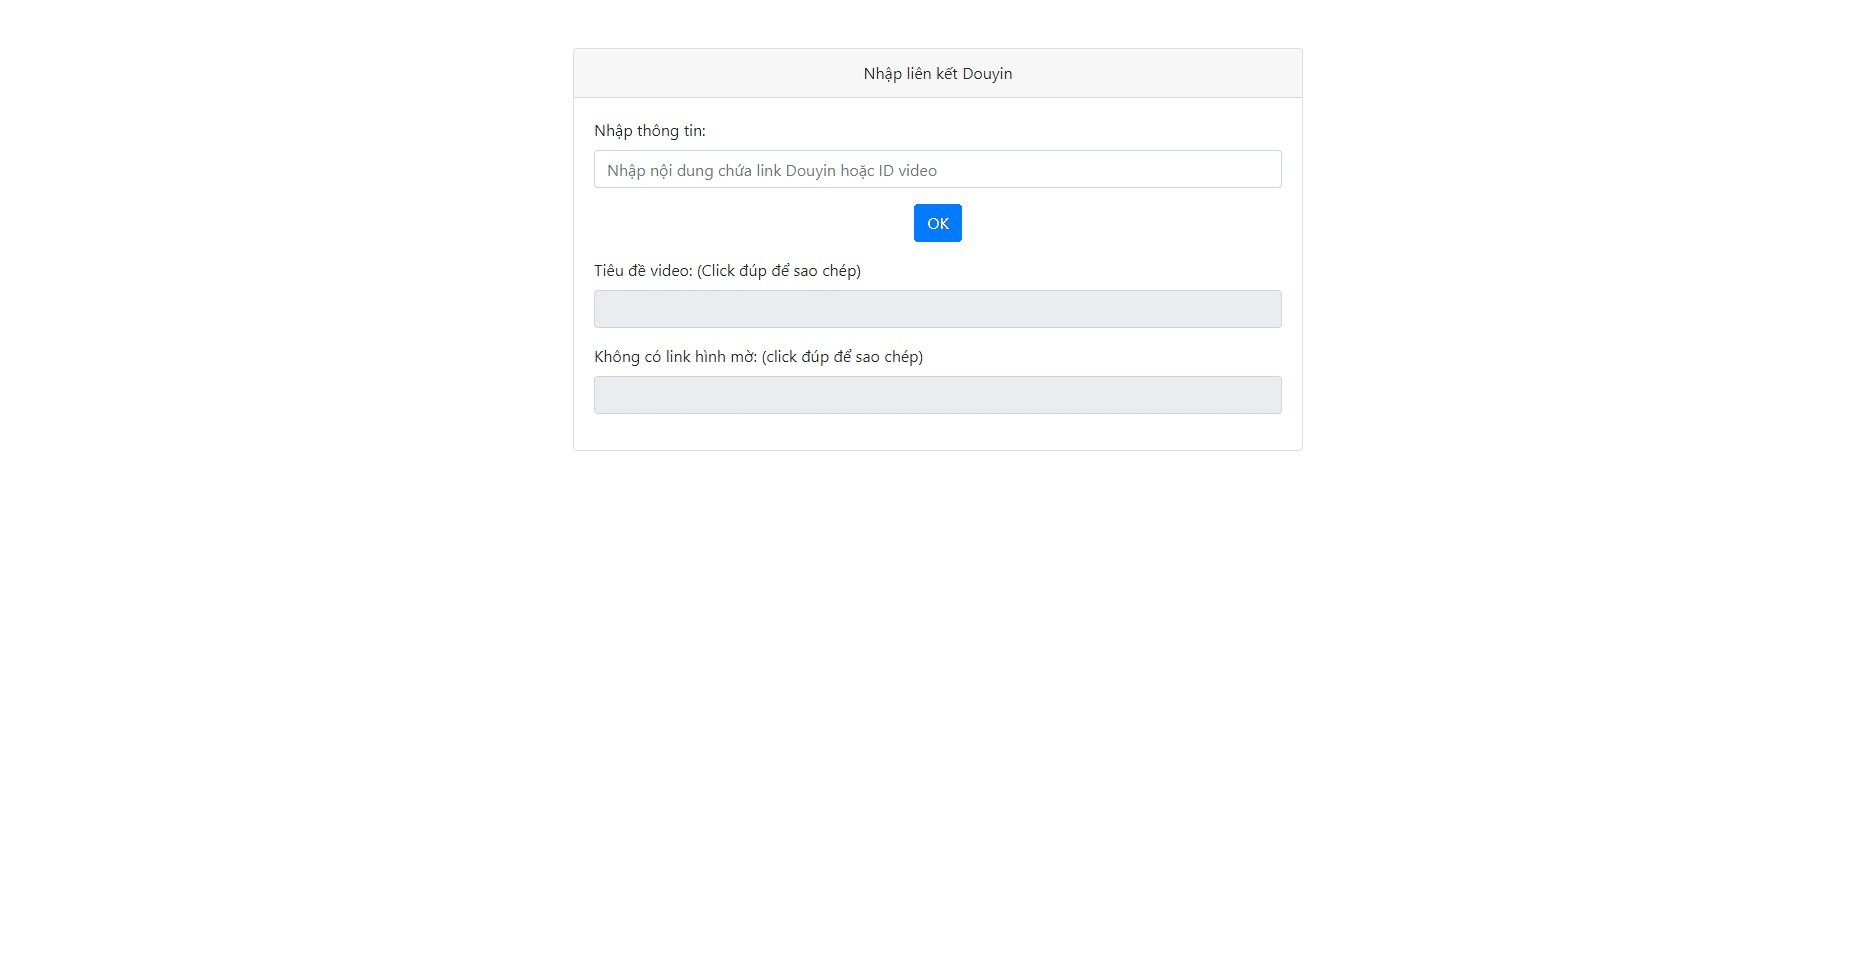 Nhập liên kết Douyin
Nhập thông tin:
Nhập nội dung chứa link Douyin hoặc ID video
OK
Tiêu đề video: (Click đúp để sao chép)
Không có link hình mờ: (click đúp để sao chép)